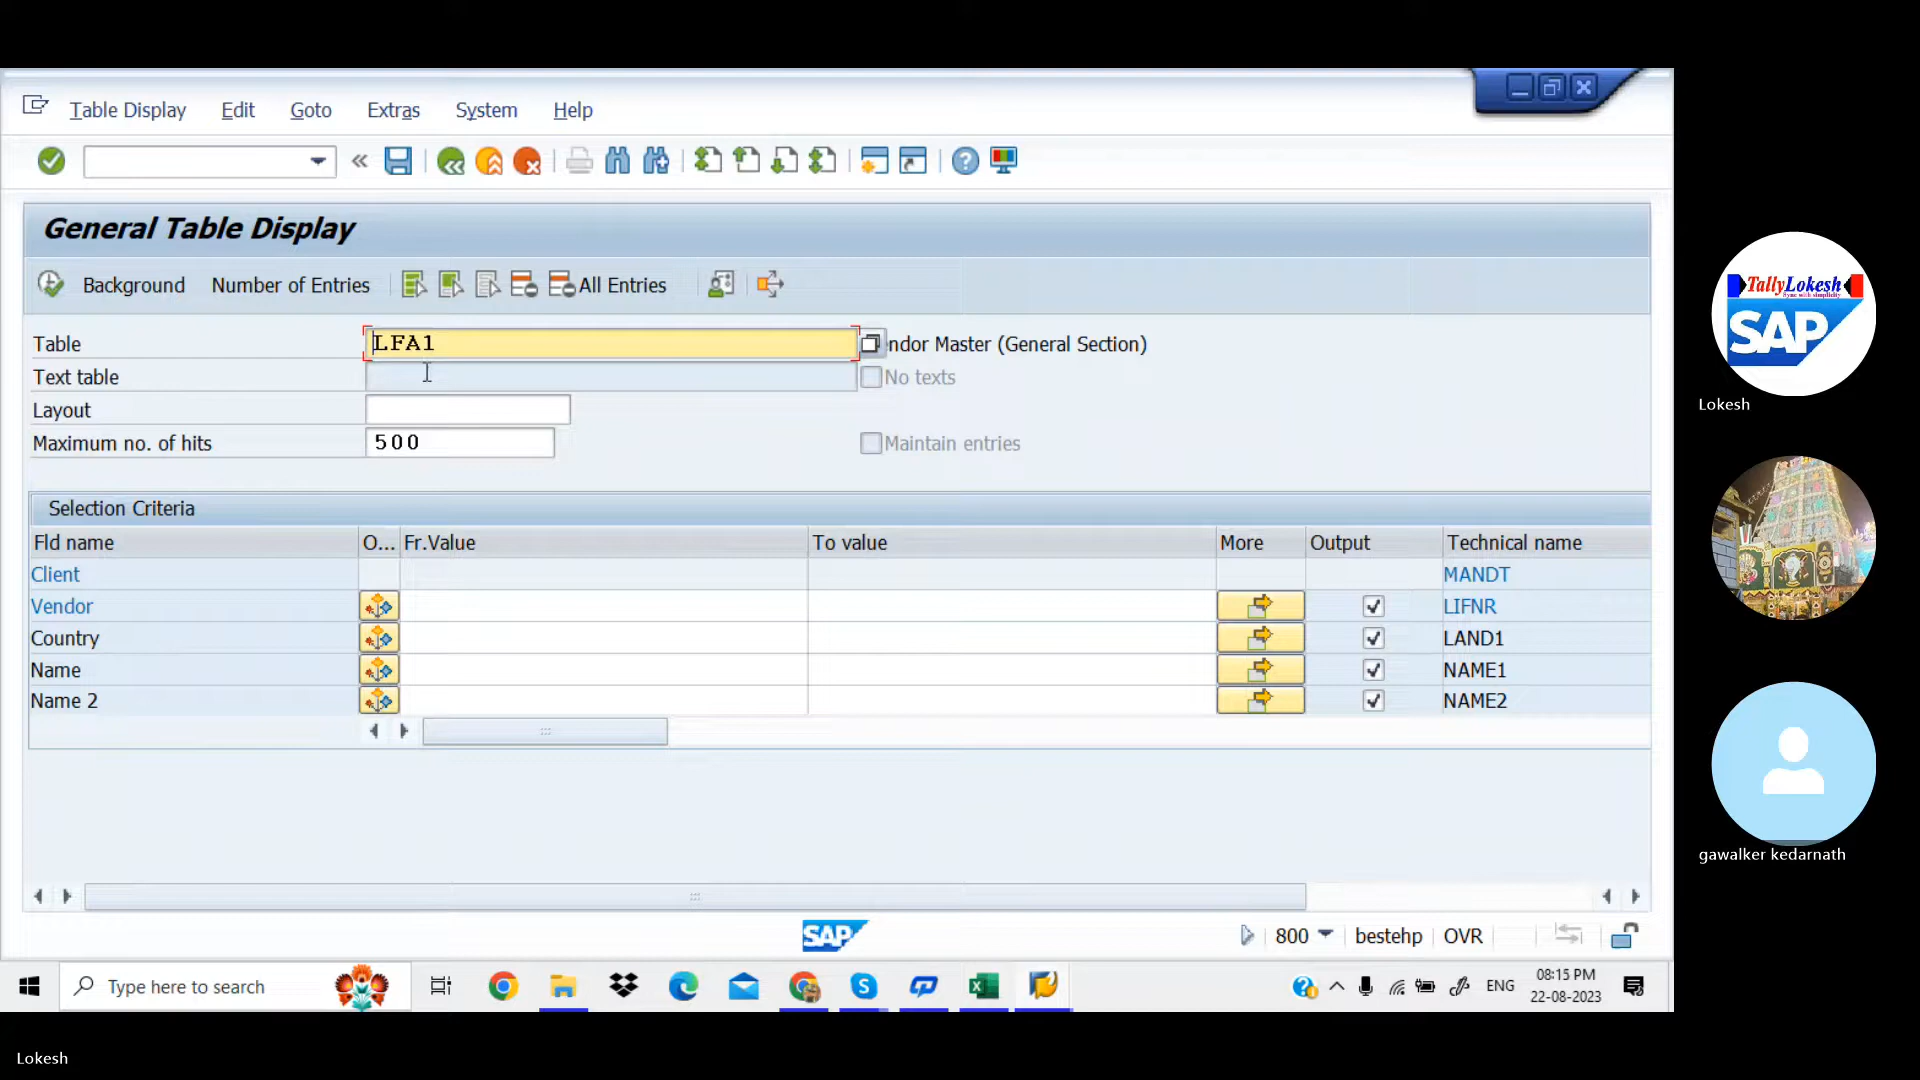 Table Display Edit Goto Extras System Help
General Table Display
Background Number of Entries All Entries
Table LFA1 ndor Master (General Section)
Text table No texts
Layout
Maximum no. of hits 500 Maintain entries
Selection Criteria
Fld name O... Fr.Value To value More Output Technical name
Client MANDT
Vendor LIFNR
Country LAND1
Name NAME1
Name 2 NAME2
SAP 800 bestehp OVR
Type here to search ENG 08:15 PM
22-08-2023
TallyLokesh
Sync with simplicity
SAP
Lokesh
gawalker kedarnath
Lokesh